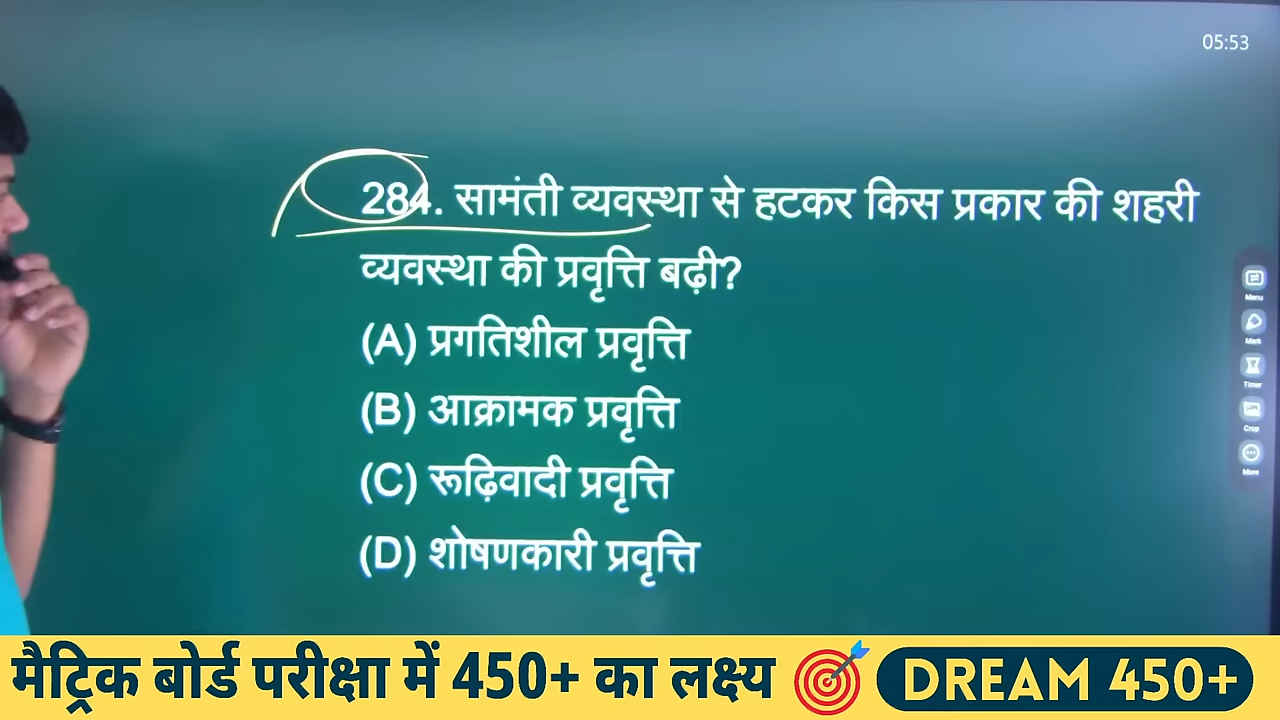 05:53
284. सामंती व्यवस्था से हटकर किस प्रकार की शहरी
व्यवस्था की प्रवृत्ति बढ़ी?
(A) प्रगतिशील प्रवृत्ति
(B) आक्रामक प्रवृत्ति
(C) रूढ़िवादी प्रवृत्ति
(D) शोषणकारी प्रवृत्ति
Menu
Mark
Timer
Crop
More
मैट्रिक बोर्ड परीक्षा में 450+ का लक्ष्य DREAM 450+